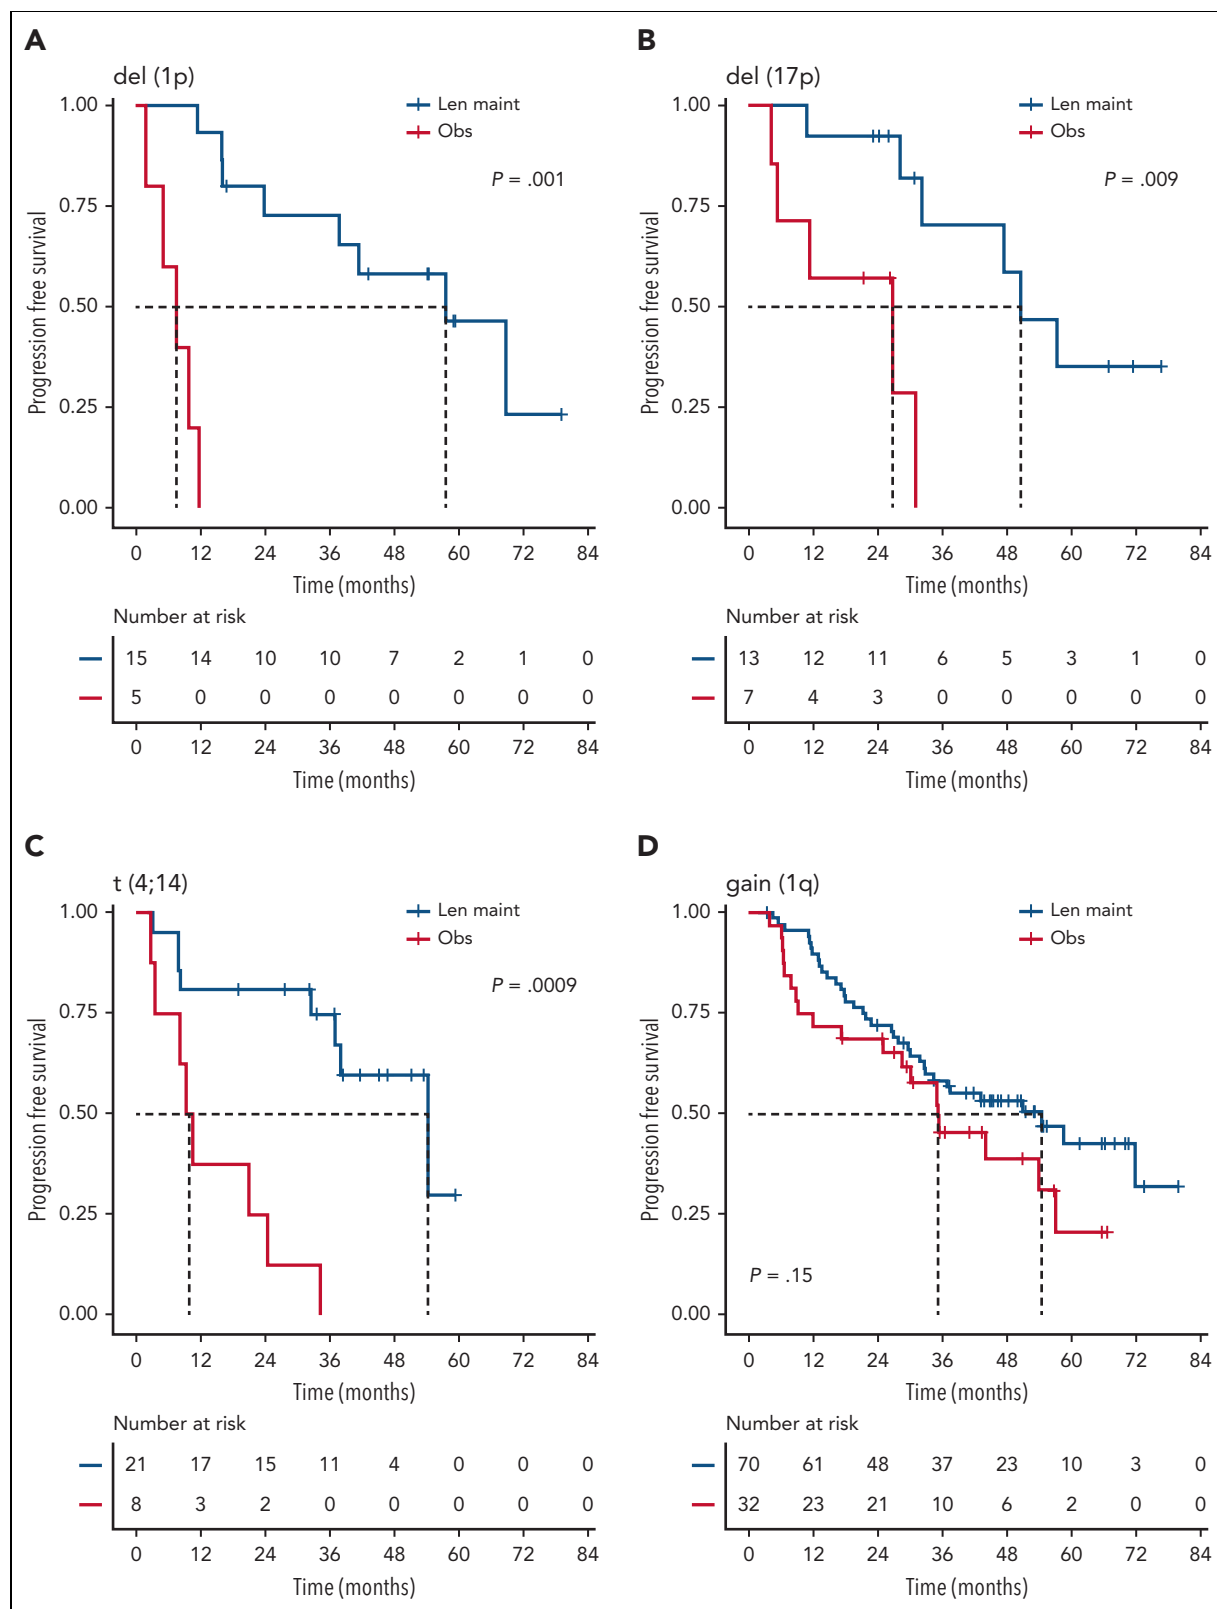 A
del (1p)
1.00
0.75
0.50
0.25
0.00
Progression free survival
Len maint
Obs
P = .001
0 12 24 36 48 60 72 84
Time (months)
Number at risk
15 14 10 10 7 2 1 0
5 0 0 0 0 0 0 0
0 12 24 36 48 60 72 84
Time (months)
B
del (17p)
1.00
0.75
0.50
0.25
0.00
Progression free survival
Len maint
Obs
P = .009
0 12 24 36 48 60 72 84
Time (months)
Number at risk
13 12 11 6 5 3 1 0
7 4 3 0 0 0 0 0
0 12 24 36 48 60 72 84
Time (months)
C
t (4;14)
1.00
0.75
0.50
0.25
0.00
Progression free survival
Len maint
Obs
P = .0009
0 12 24 36 48 60 72 84
Time (months)
Number at risk
21 17 15 11 4 0 0 0
8 3 2 0 0 0 0 0
0 12 24 36 48 60 72 84
Time (months)
D
gain (1q)
1.00
0.75
0.50
0.25
0.00
Progression free survival
Len maint
Obs
P = .15
0 12 24 36 48 60 72 84
Time (months)
Number at risk
70 61 48 37 23 10 3 0
32 23 21 10 6 2 0 0
0 12 24 36 48 60 72 84
Time (months)